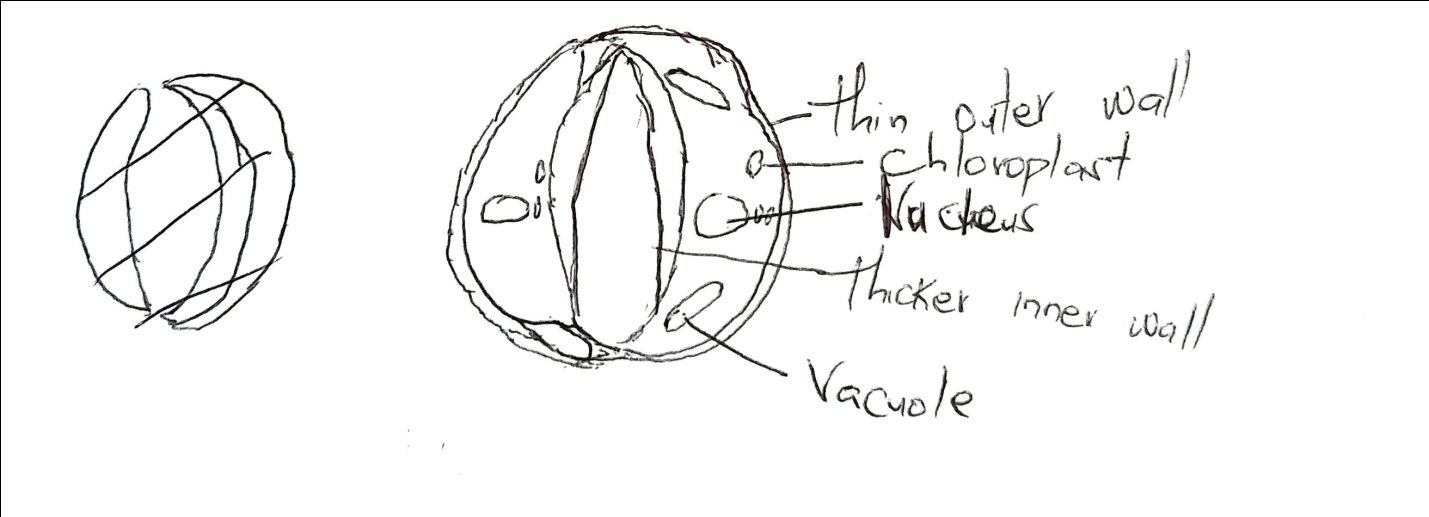 thin outer wall
Chloroplast
Nucleus
thicker inner wall
Vacuole